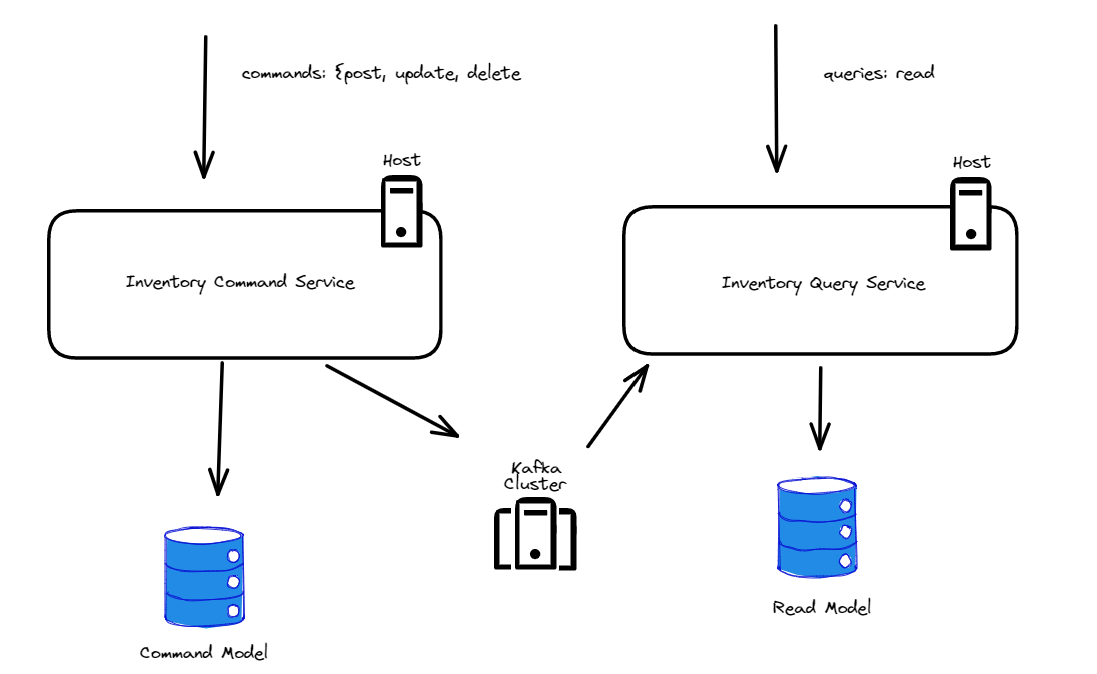 commands: {post, update, delete
queries: read
Host
Host
Inventory Command Service
Inventory Query Service
Kafka
Cluster
Read Model
Command Model